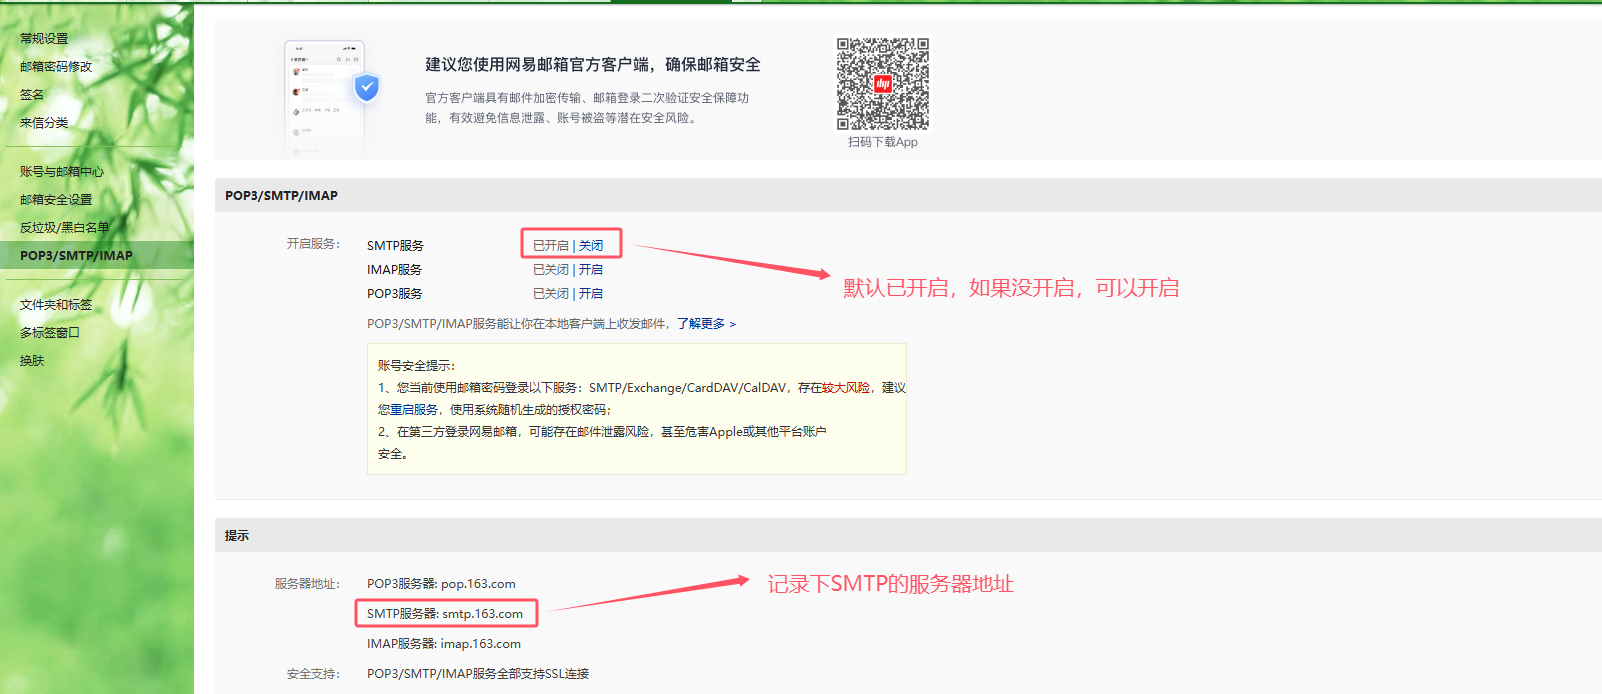 常规设置
邮箱密码修改
签名
来信分类
账号与邮箱中心
邮箱安全设置
反垃圾/黑白名单
POP3/SMTP/IMAP
文件夹和标签
多标签窗口
换肤
建议您使用网易邮箱官方客户端，确保邮箱安全
官方客户端具有邮件加密传输、邮箱登录二次验证安全保障功
能，有效避免信息泄露、账号被盗等潜在安全风险。
扫码下载App
POP3/SMTP/IMAP
开启服务： SMTP服务 已开启 | 关闭
IMAP服务 已关闭 | 开启
POP3服务 已关闭 | 开启
默认已开启，如果没开启，可以开启
POP3/SMTP/IMAP服务能让你在本地客户端上收发邮件，了解更多 >
账号安全提示：
1、您当前使用邮箱密码登录以下服务：SMTP/Exchange/CardDAV/CalDAV，存在较大风险，建议
您重启服务，使用系统随机生成的授权密码；
2、在第三方登录网易邮箱，可能存在邮件泄露风险，甚至危害Apple或其他平台账户
安全。
提示
服务器地址： POP3服务器: pop.163.com
SMTP服务器: smtp.163.com
记录下SMTP的服务器地址
IMAP服务器: imap.163.com
安全支持： POP3/SMTP/IMAP服务全部支持SSL连接